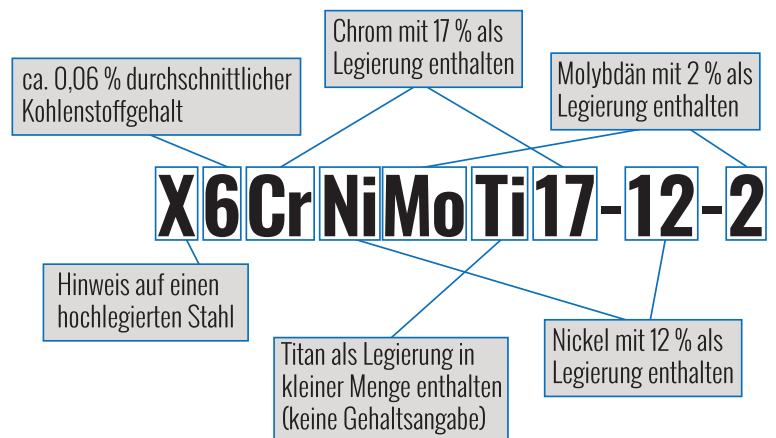 Chrom mit 17 % als
Legierung enthalten
ca. 0,06 % durchschnittlicher
Kohlenstoffgehalt
Molybdän mit 2 % als
Legierung enthalten
X6CrNiMoTi17-12-2
Hinweis auf einen
hochlegierten Stahl
Titan als Legierung in
kleiner Menge enthalten
(keine Gehaltsangabe)
Nickel mit 12 % als
Legierung enthalten